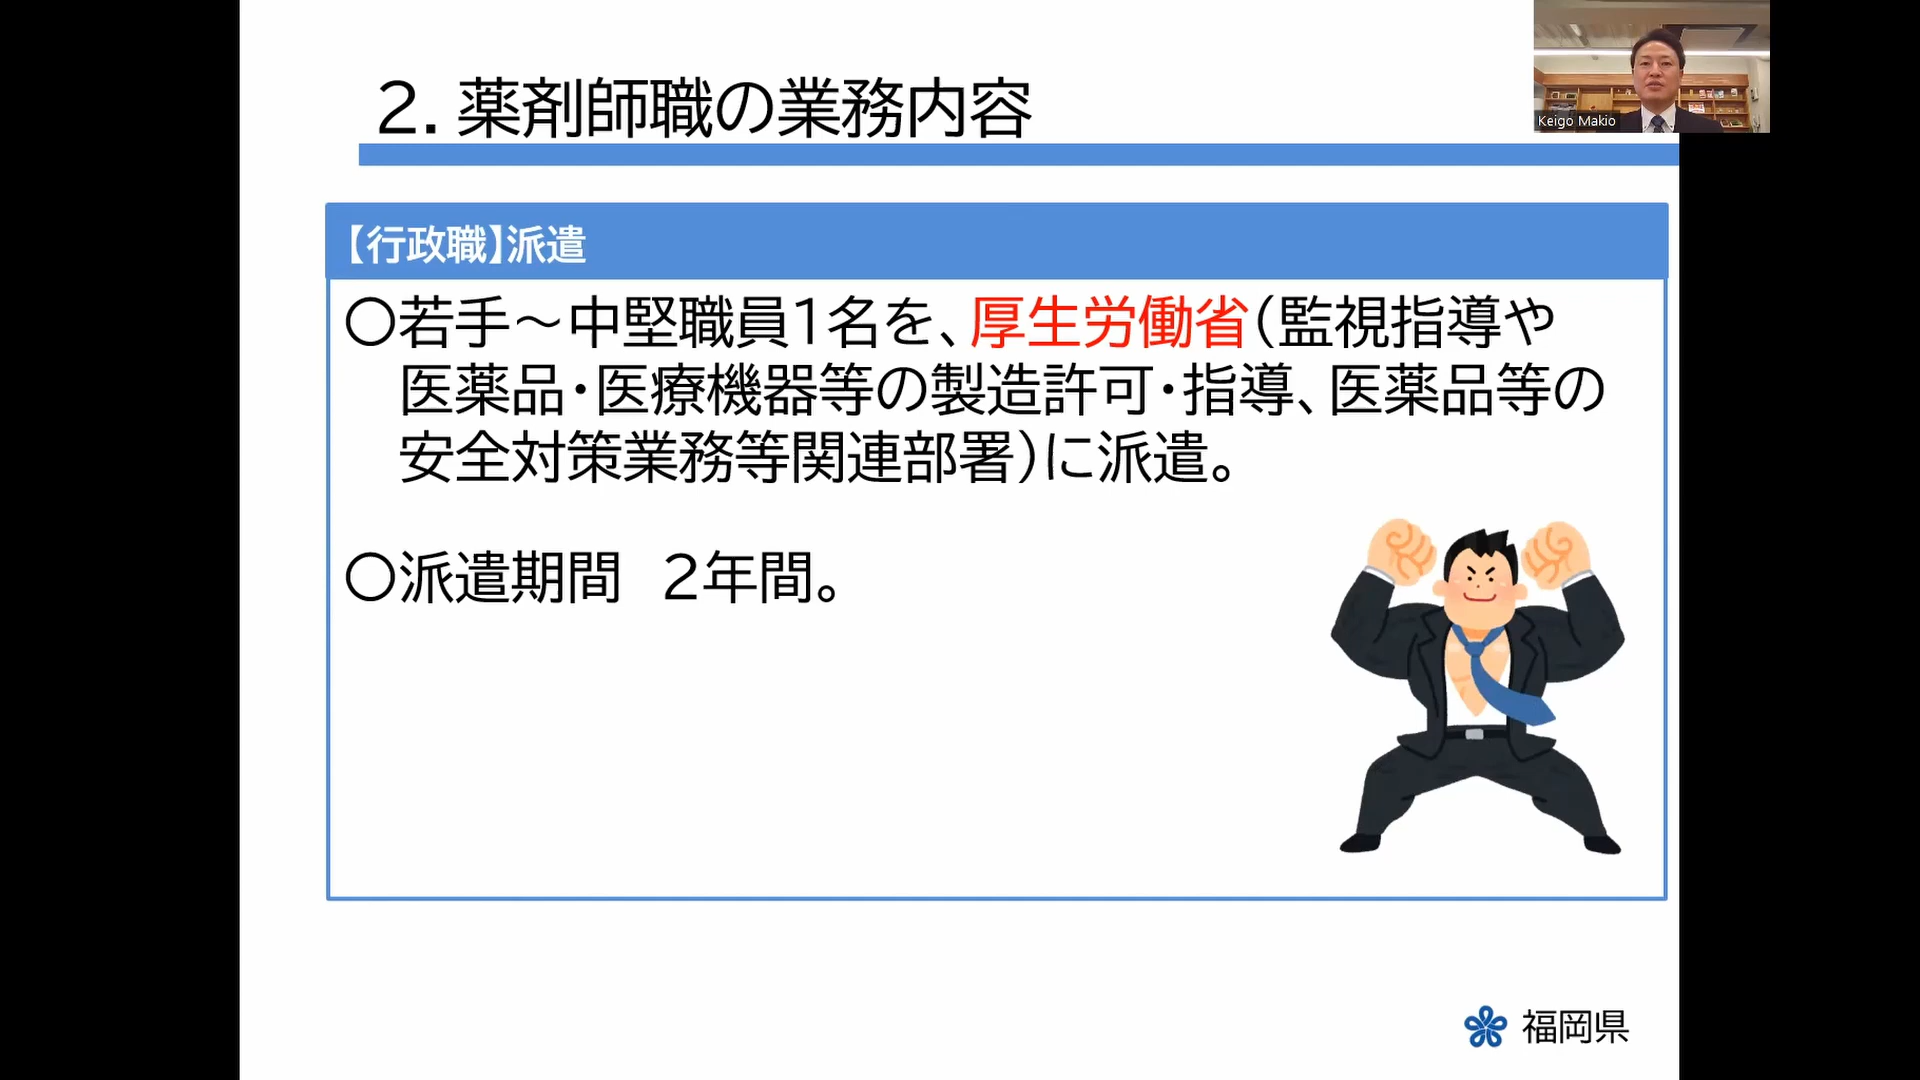 2. 薬剤師職の業務内容
Keigo Makio
【行政職】派遣
○若手～中堅職員1名を、厚生労働省(監視指導や
医薬品・医療機器等の製造許可・指導、医薬品等の
安全対策業務等関連部署)に派遣。
○派遣期間　2年間。
福岡県